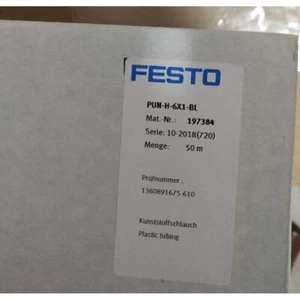 FESTO
PUN-H-6X1-BL
Mat.-Nr.: 197384
Serie: 10-2018(720)
Menge: 50 m
Prüfnummer :
1360891675-610
Kunststoffschlauch
Plastic tubing